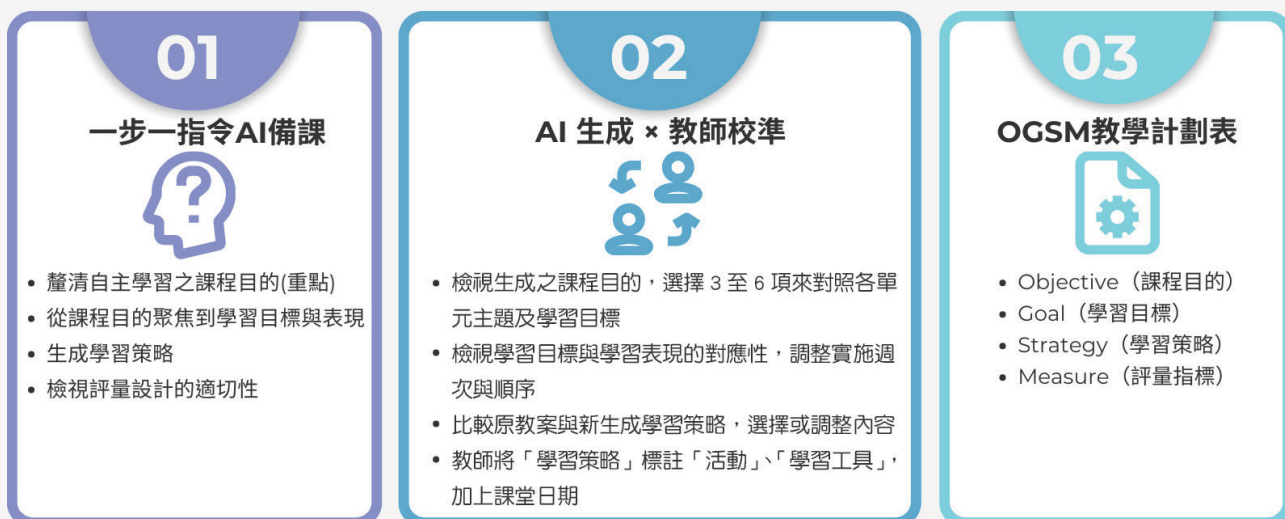 01
一步一指令AI備課
?
• 釐清自主學習之課程目的(重點)
• 從課程目的聚焦到學習目標與表現
• 生成學習策略
• 檢視評量設計的適切性
02
AI 生成 × 教師校準
• 檢視生成之課程目的，選擇 3 至 6 項來對照各單
元主題及學習目標
• 檢視學習目標與學習表現的對應性，調整實施週
次與順序
• 比較原教案與新生成學習策略，選擇或調整內容
• 教師將「學習策略」標註「活動」、「學習工具」，
加上課堂日期
03
OGSM教學計劃表
• Objective（課程目的）
• Goal（學習目標）
• Strategy（學習策略）
• Measure（評量指標）